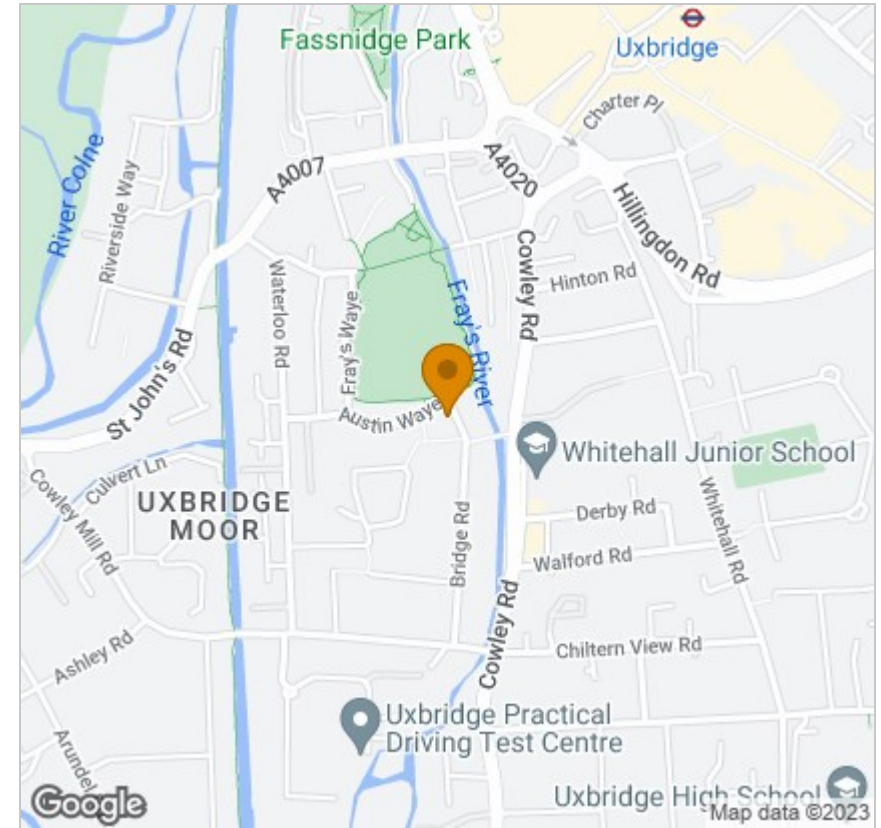 Fassnidge Park
Uxbridge
Charter Pl
A4007
A4020
River Colne
Riverside Way
Hillingdon Rd
Cowley Rd
Hinton Rd
Waterloo Rd
Fray's Waye
Fray's River
St John's Rd
Austin Waye
Whitehall Junior School
Culvert Ln
UXBRIDGE
MOOR
Cowley Mill Rd
Bridge Rd
Derby Rd
Whitehall Rd
Walford Rd
Cowley Rd
Chiltern View Rd
Ashley Rd
Uxbridge Practical
Driving Test Centre
Arundel
Uxbridge High School
Google
Map data ©2023